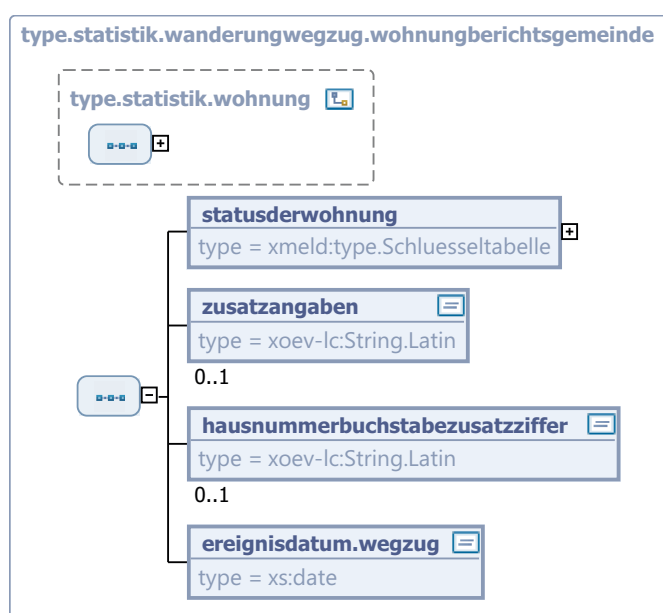 type.statistik.wanderungwegzug.wohnungberichtsgemeinde
type.statistik.wohnung
statusderwohnung
type = xmeld:type.Schluesseltabelle
zusatzangaben
type = xoev-lc:String.Latin
0..1
hausnummerbuchstabezusatzziffer
type = xoev-lc:String.Latin
0..1
ereignisdatum.wegzug
type = xs:date